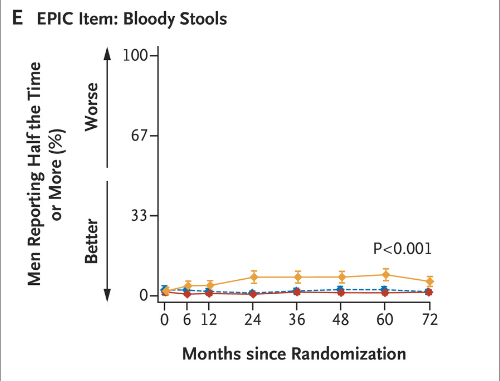 E EPIC Item: Bloody Stools
Men Reporting Half the Time
or More (%)
Worse
Better
100
67
33
0
P<0.001
0 6 12 24 36 48 60 72
Months since Randomization